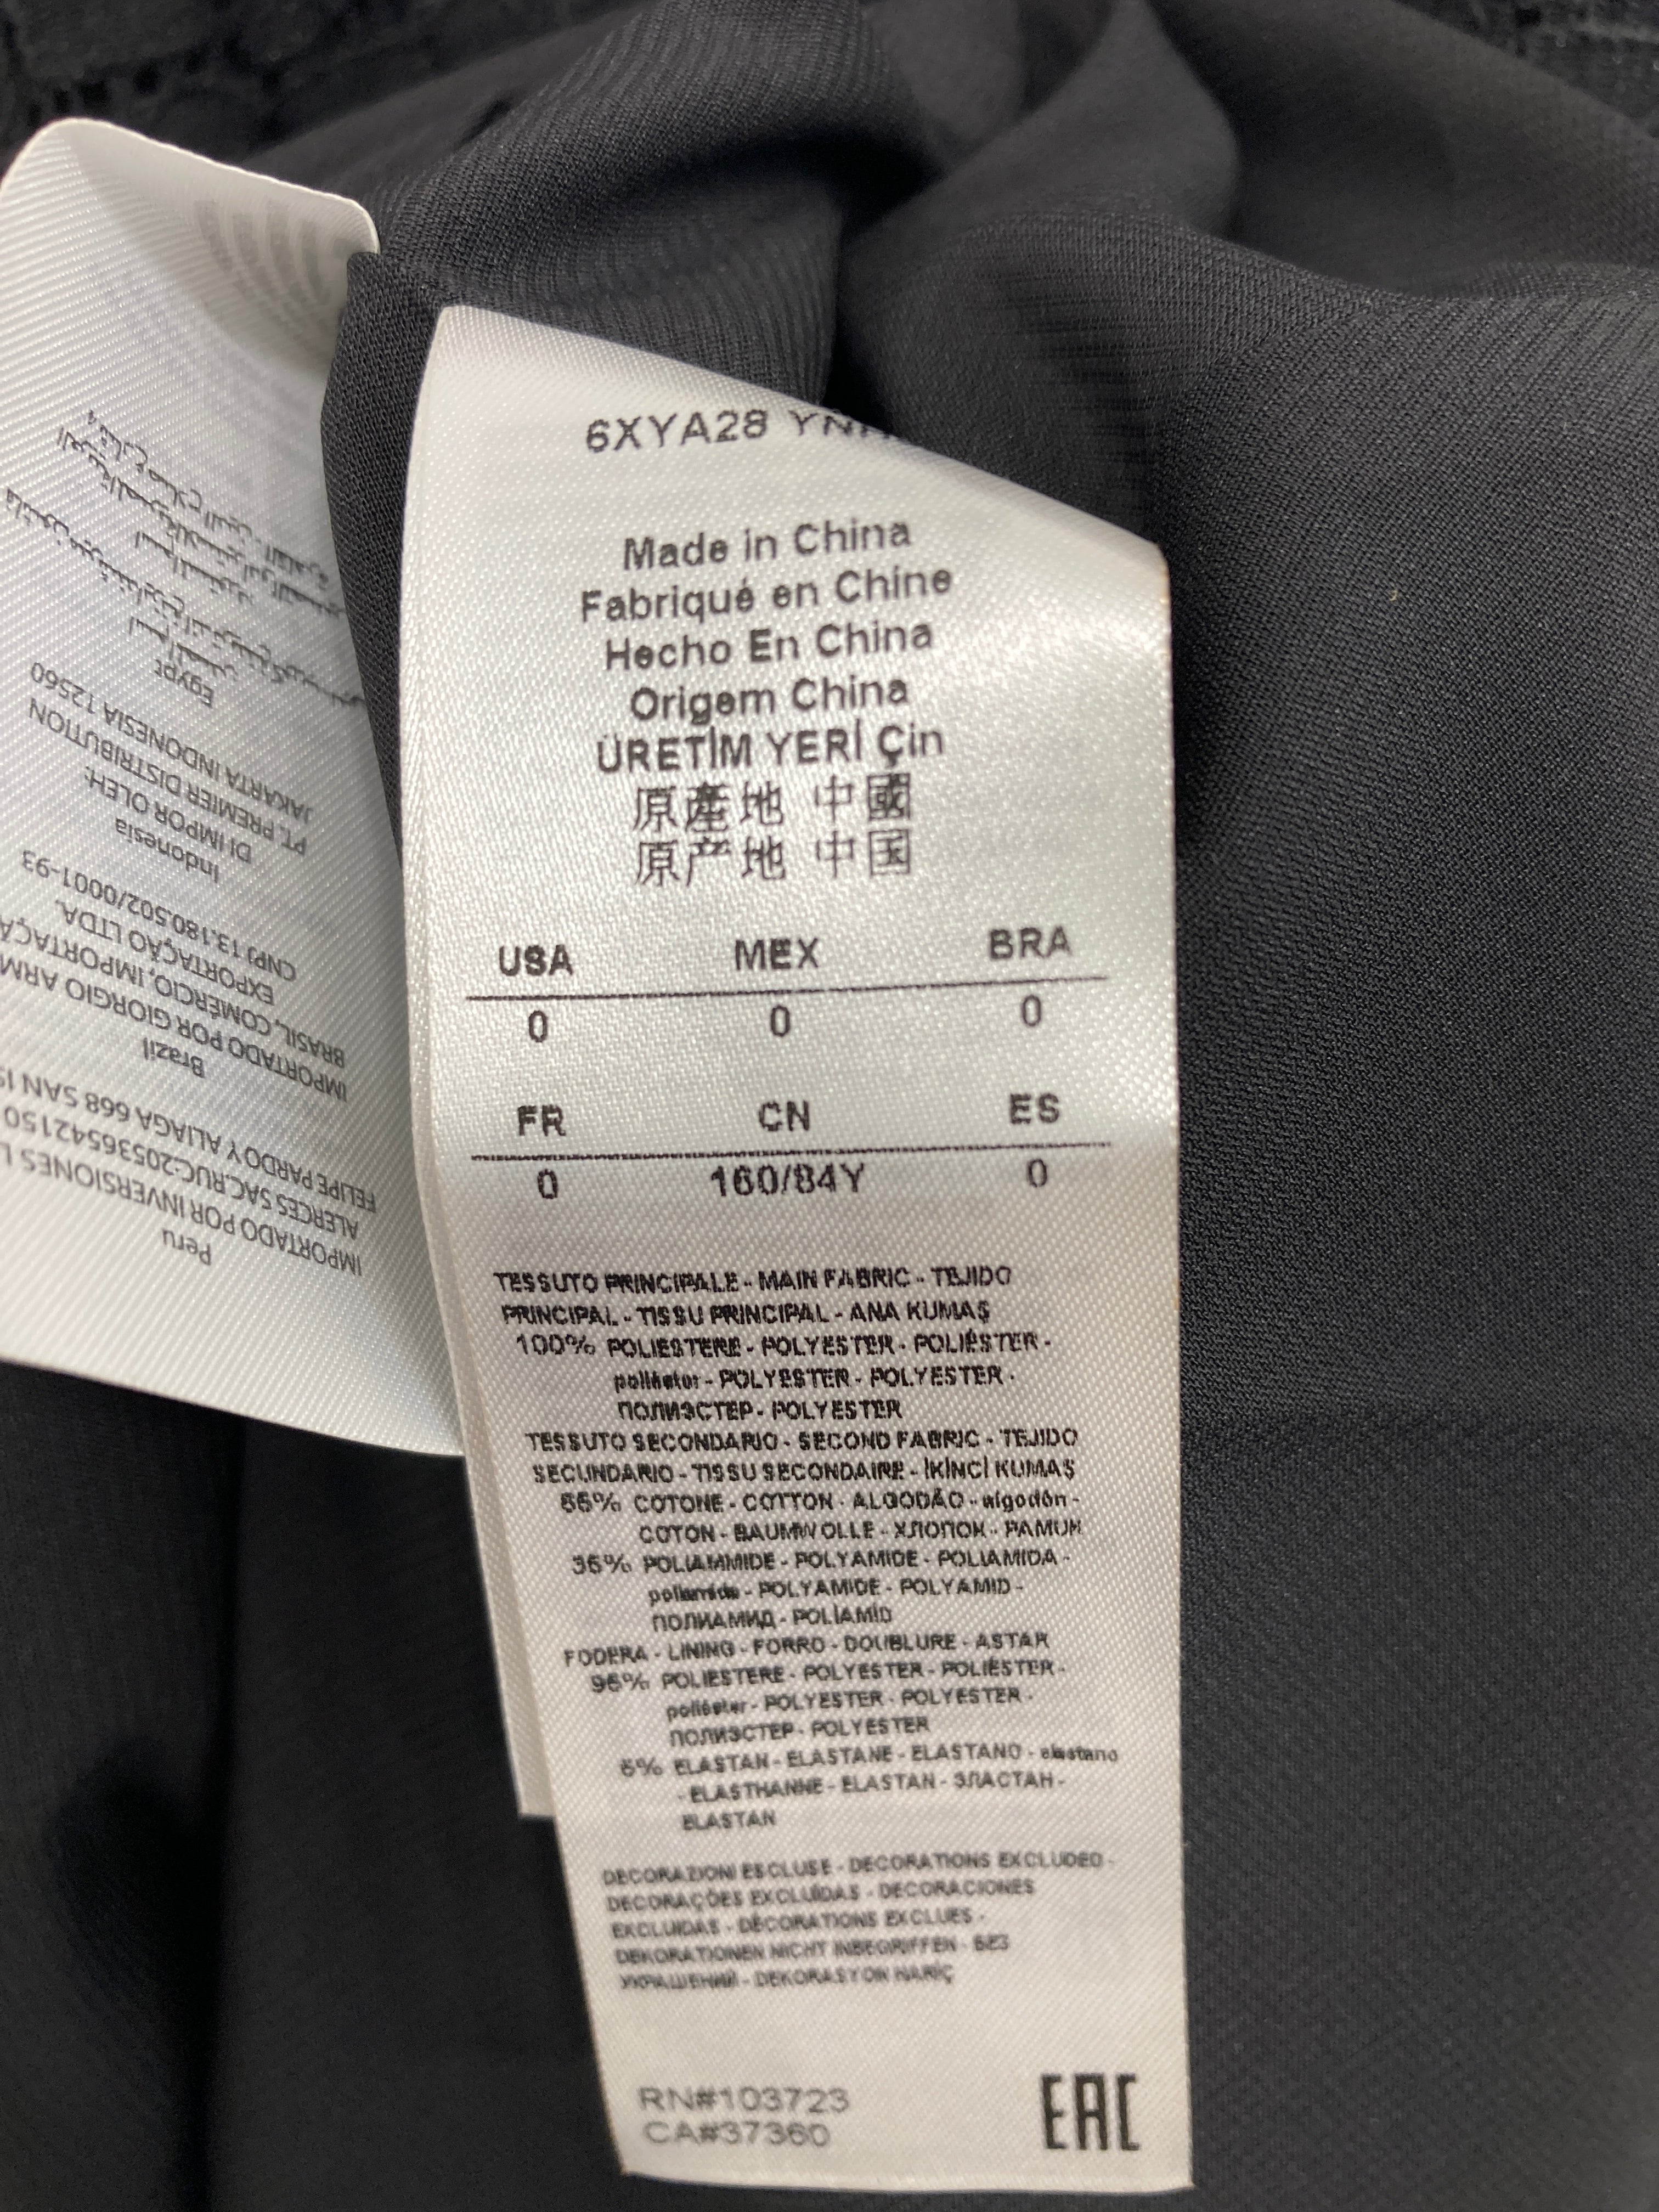 6XYA28
Made in China
Fabriqué en Chine
Hecho En China
Origem China
ÜRETİM YERİ Çin
原產地 中國
原产地 中国
USA MEX BRA
0 0 0
FR CN ES
0 160/84Y 0
TESSUTO PRINCIPALE - MAIN FABRIC - TEJIDO
PRINCIPAL - TISSU PRINCIPAL - ANA KUMAŞ
100% POLIESTERE - POLYESTER - POLIÉSTER -
poliéster - POLYESTER - POLYESTER -
ПОЛИЭСТЕР - POLYESTER
TESSUTO SECONDARIO - SECOND FABRIC - TEJIDO
SECUNDARIO - TISSU SECONDAIRE - İKİNCİ KUMAŞ
COTONE - COTTON - ALGODÃO - algodón -
COTON - BAUMWOLLE - ХЛОПОК - PAMUK
POLIAMMIDE - POLYAMIDE - POLIAMIDA -
poliamida - POLYAMIDE - POLYAMID -
ПОЛИАМИД - POLİAMİD
FODERA - LINING - FORRO - DOUBLURE - ASTAR
95% POLIESTERE - POLYESTER - POLIÉSTER -
poliéster - POLYESTER - POLYESTER -
ПОЛИЭСТЕР - POLYESTER
5% ELASTAN - ELASTANE - ELASTANO - elastano
- ELASTHANNE - ELASTAN - ЭЛАСТАН -
ELASTAN
DECORAZIONI ESCLUSE - DECORATIONS EXCLUDED -
DECORAÇÕES EXCLUÍDAS - DECORACIONES
EXCLUIDAS - DÉCORATIONS EXCLUES -
DEKORATIONEN NICHT INBEGRIFFEN - БЕЗ
УКРАШЕНИЙ - DEKORASYON HARİÇ
RN#103723
CA#37360
EAC
Peru
IMPORTADO POR INVERSIONES
ALERCES SAC.RUC:20536542150
FELIPE PARDO Y ALIAGA 668 SAN
Brazil
IMPORTADO POR GIORGIO
BRASIL, COMÉRCIO, IMPORTAÇÃ
EXPORTAÇÃO LTDA.
CNPJ 13.180.502/0001-93
Indonesia
DI IMPOR OLEH:
PT. PREMIER DISTRIBUTION
JAKARTA INDONESIA 12560
Egypt